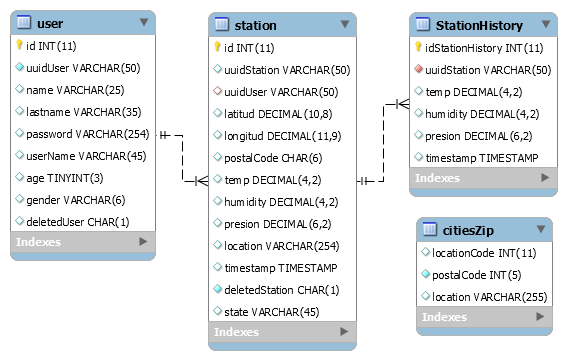 user
id INT(11)
uuidUser VARCHAR(50)
name VARCHAR(25)
lastname VARCHAR(35)
password VARCHAR(254)
userName VARCHAR(45)
age TINYINT(3)
gender VARCHAR(6)
deletedUser CHAR(1)
Indexes
station
id INT(11)
uuidStation VARCHAR(50)
uuidUser VARCHAR(50)
latitud DECIMAL(10,8)
longitud DECIMAL(11,9)
postalCode CHAR(6)
temp DECIMAL(4,2)
humidity DECIMAL(4,2)
presion DECIMAL(6,2)
location VARCHAR(254)
timestamp TIMESTAMP
deletedStation CHAR(1)
state VARCHAR(45)
Indexes
StationHistory
idStationHistory INT(11)
uuidStation VARCHAR(50)
temp DECIMAL(4,2)
humidity DECIMAL(4,2)
presion DECIMAL(6,2)
timestamp TIMESTAMP
Indexes
citiesZip
locationCode INT(11)
postalCode INT(5)
location VARCHAR(255)
Indexes